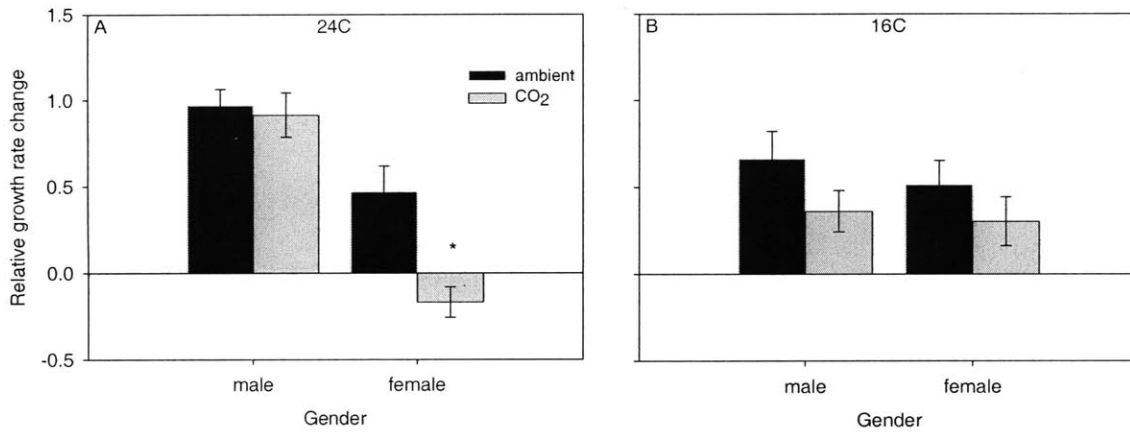 A
24C
ambient
CO2
1.5
1.0
0.5
0.0
-0.5
Relative growth rate change
*
male
female
Gender
B
16C
male
female
Gender